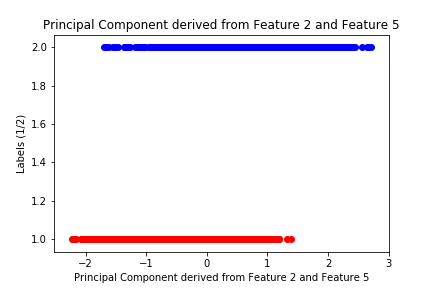 Principal Component derived from Feature 2 and Feature 5
2.0
1.8
1.6
1.4
1.2
1.0
Labels (1/2)
−2 −1 0 1 2 3
Principal Component derived from Feature 2 and Feature 5